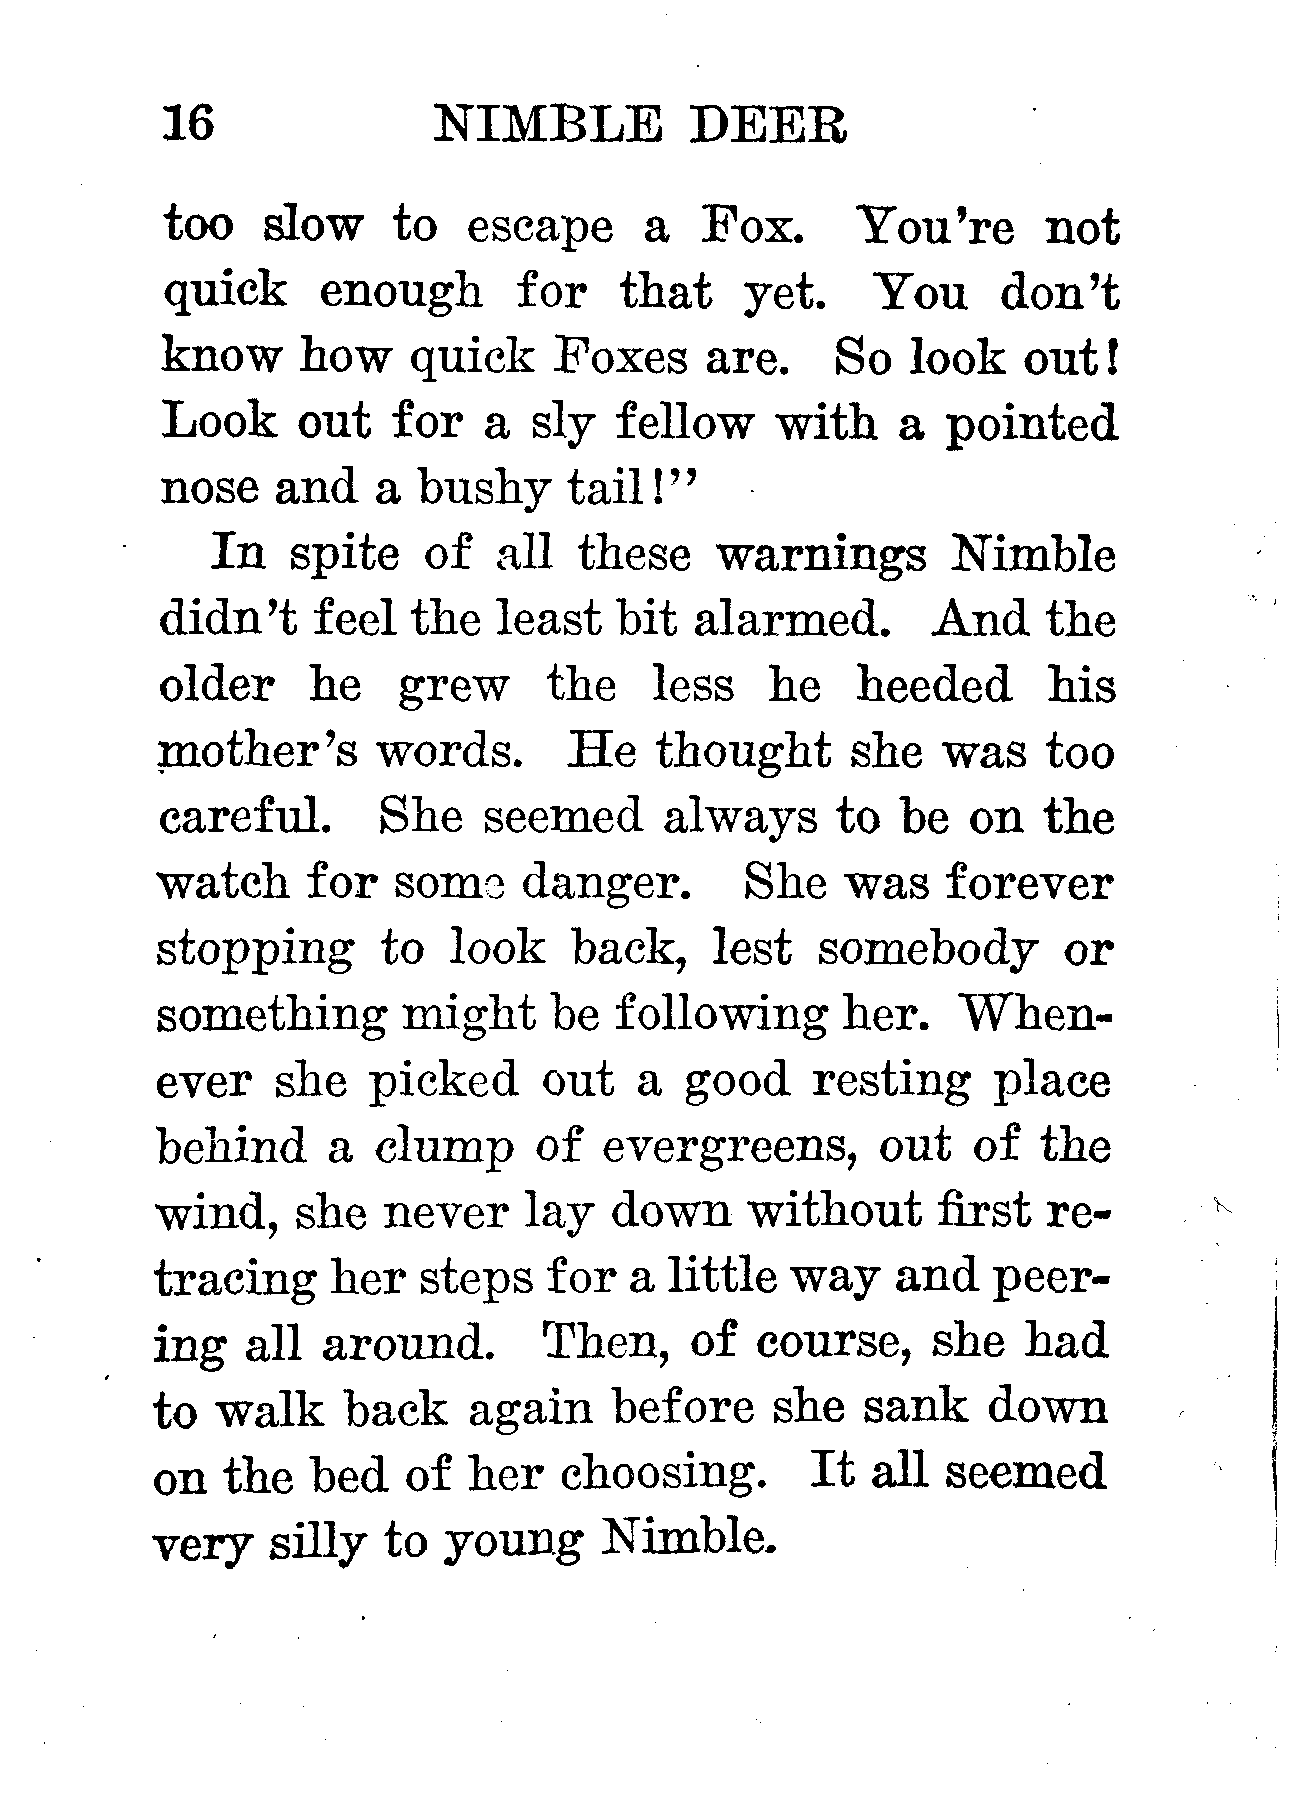 16 NIMBLE DEER
too slow to escape a Fox. You're not
quick enough for that yet. You don't
know how quick Foxes are. So look out!
Look out for a sly fellow with a pointed
nose and a bushy tail!"
In spite of all these warnings Nimble
didn't feel the least bit alarmed. And the
older he grew the less he heeded his
mother's words. He thought she was too
careful. She seemed always to be on the
watch for some danger. She was forever
stopping to look back, lest somebody or
something might be following her. When-
ever she picked out a good resting place
behind a clump of evergreens, out of the
wind, she never lay down without first re-
tracing her steps for a little way and peer-
ing all around. Then, of course, she had
to walk back again before she sank down
on the bed of her choosing. It all seemed
very silly to young Nimble.